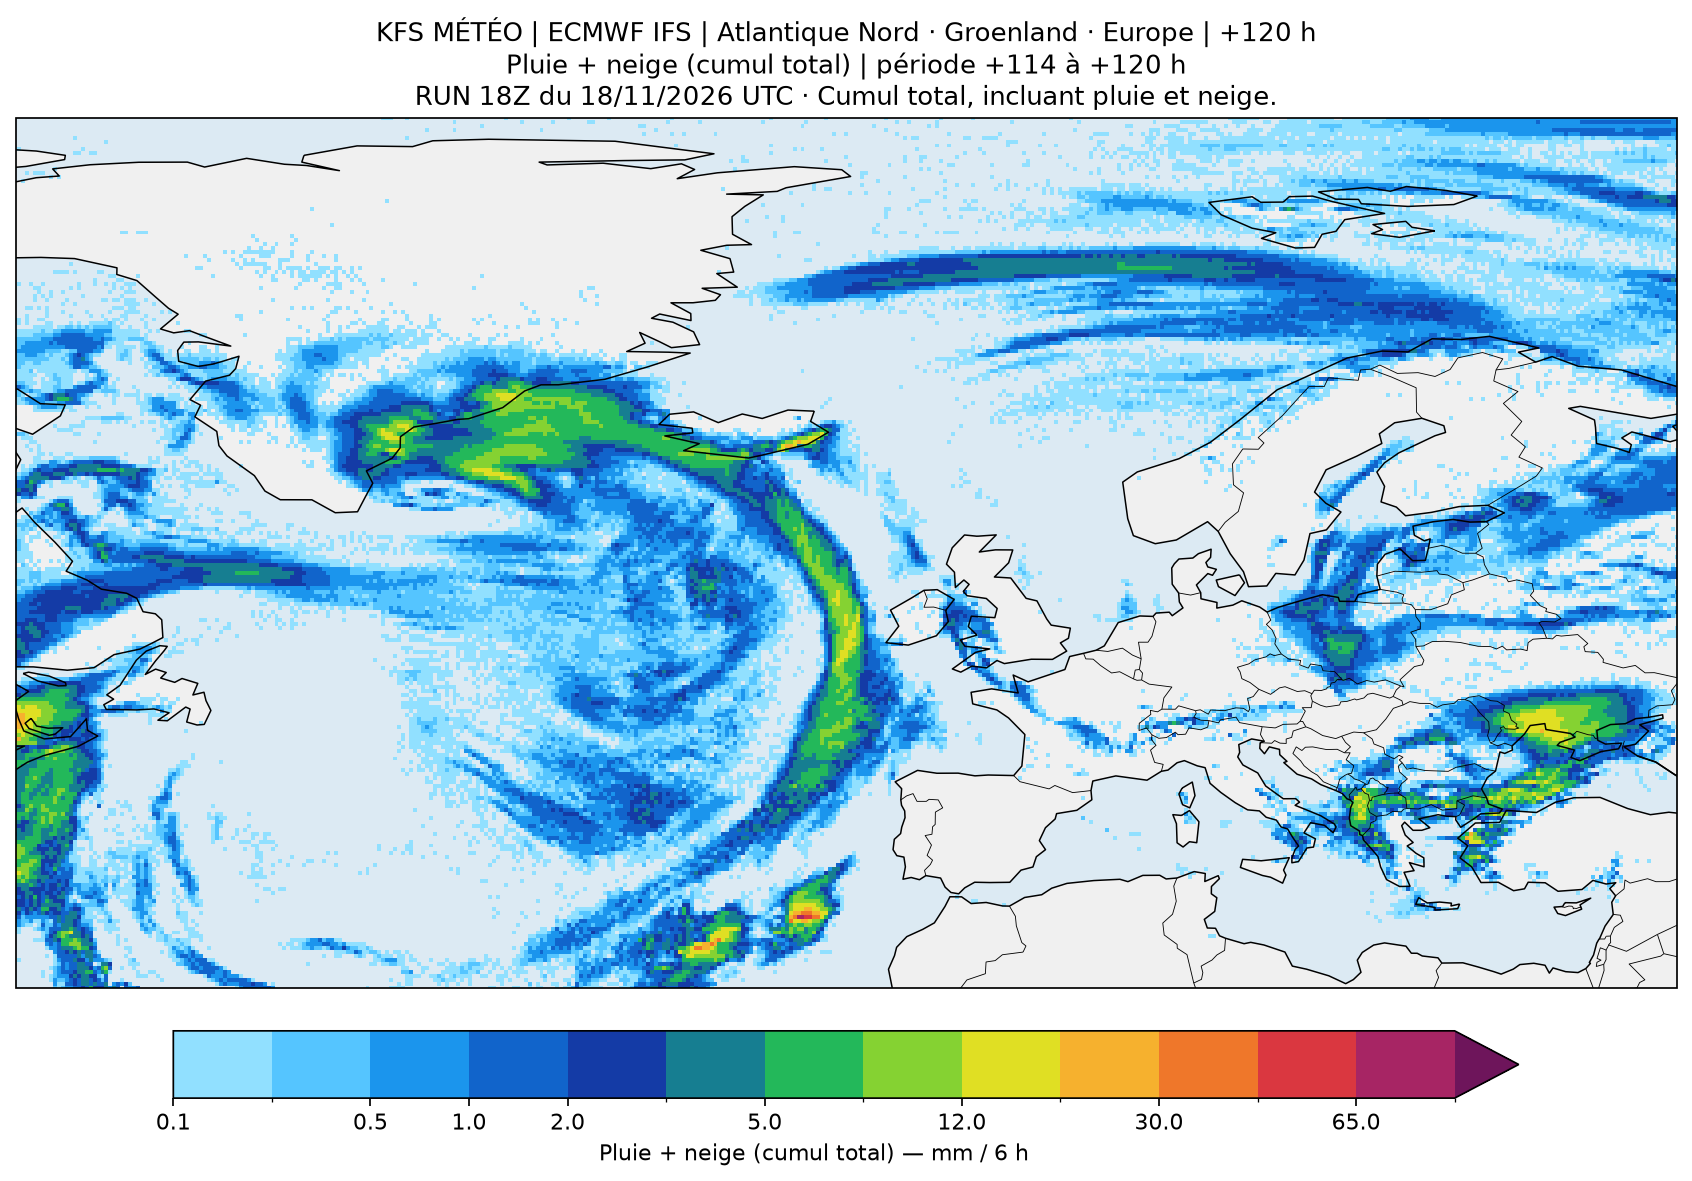 KFS MÉTÉO | ECMWF IFS | Atlantique Nord · Groenland · Europe | +120 h
Pluie + neige (cumul total) | période +114 à +120 h
RUN 18Z du 18/11/2026 UTC · Cumul total, incluant pluie et neige.
0.1 0.5 1.0 2.0 5.0 12.0 30.0 65.0
Pluie + neige (cumul total) — mm / 6 h